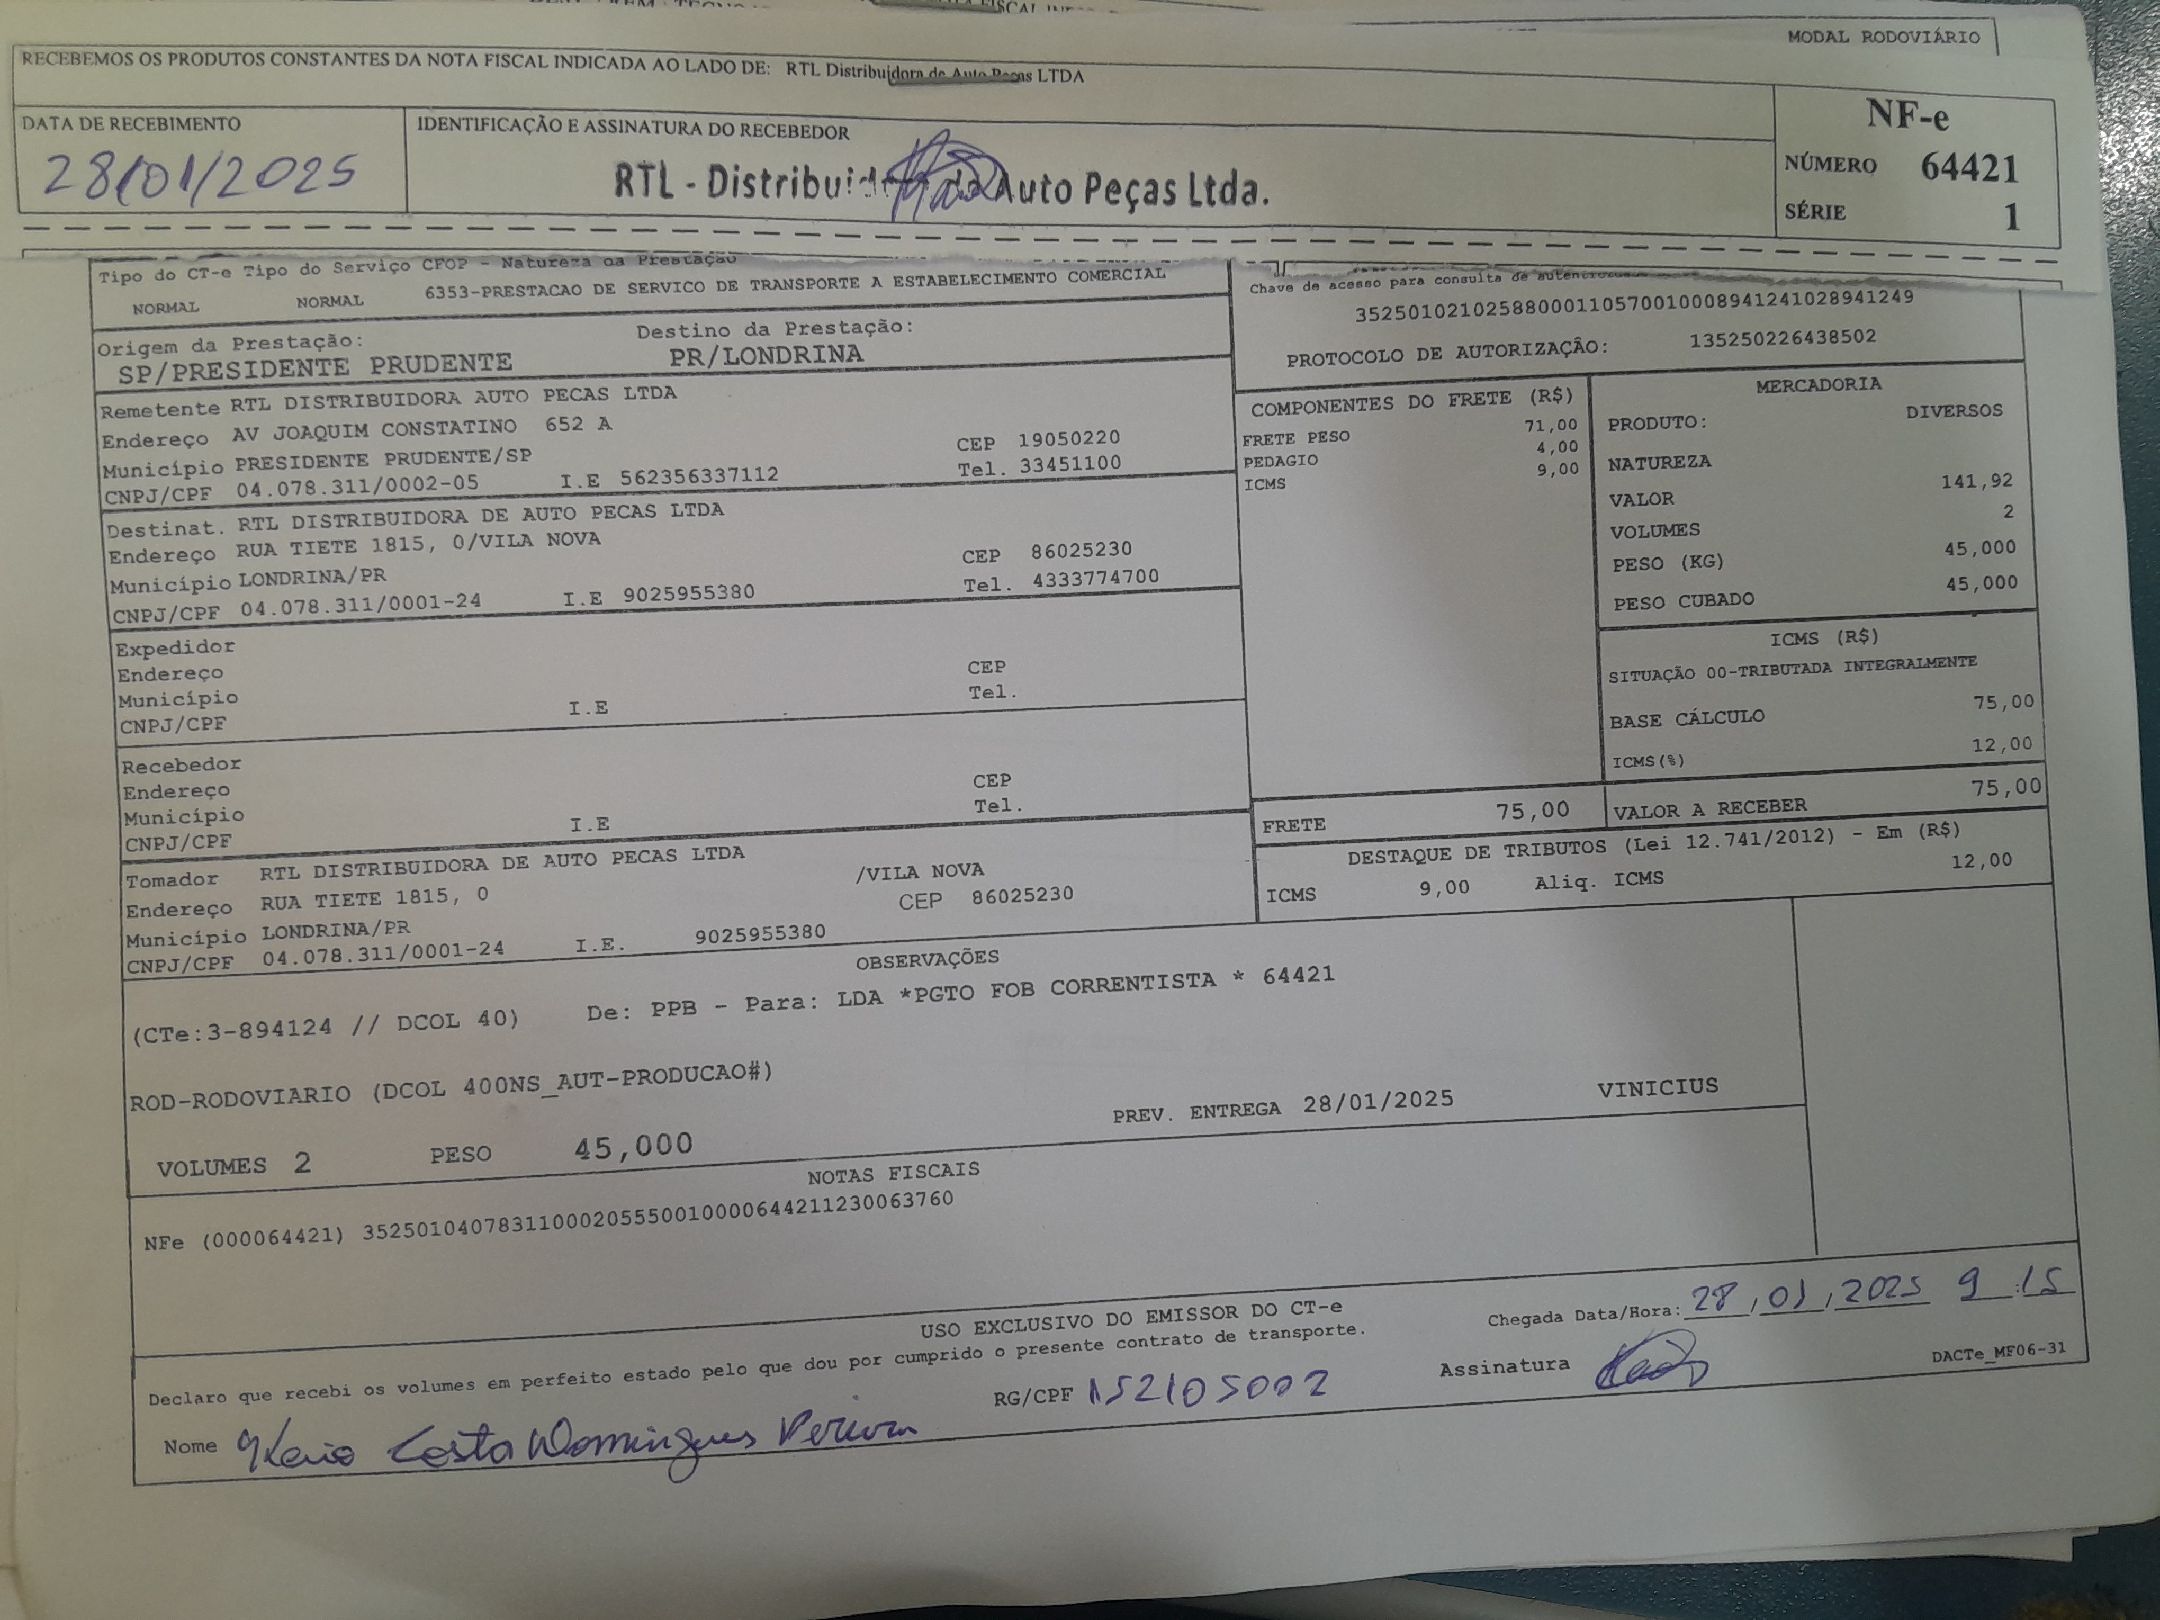 MODAL RODOVIÁRIO
RECEBEMOS OS PRODUTOS CONSTANTES DA NOTA FISCAL INDICADA AO LADO DE: RTL Distribuidora de Auto Peças LTDA
DATA DE RECEBIMENTO
28/01/2025
IDENTIFICAÇÃO E ASSINATURA DO RECEBEDOR
RTL - Distribuidora de Auto Peças Ltda.
NF-e
NÚMERO 64421
SÉRIE 1
Tipo do CT-e Tipo do Serviço CFOP - Natureza da Prestação
NORMAL NORMAL 6353-PRESTACAO DE SERVICO DE TRANSPORTE A ESTABELECIMENTO COMERCIAL
Chave de acesso para consulta de
35250102102588000110570010008941241028941249
PROTOCOLO DE AUTORIZAÇÃO: 135250226438502
Origem da Prestação: Destino da Prestação:
SP/PRESIDENTE PRUDENTE PR/LONDRINA
Remetente RTL DISTRIBUIDORA AUTO PECAS LTDA
Endereço AV JOAQUIM CONSTATINO 652 A
CEP 19050220
Município PRESIDENTE PRUDENTE/SP
Tel. 33451100
CNPJ/CPF 04.078.311/0002-05 I.E 562356337112
Destinat. RTL DISTRIBUIDORA DE AUTO PECAS LTDA
Endereço RUA TIETE 1815, 0/VILA NOVA
CEP 86025230
Município LONDRINA/PR
Tel. 4333774700
CNPJ/CPF 04.078.311/0001-24 I.E 9025955380
Expedidor
Endereço CEP
Município Tel.
CNPJ/CPF I.E
Recebedor
Endereço CEP
Município Tel.
CNPJ/CPF I.E
Tomador RTL DISTRIBUIDORA DE AUTO PECAS LTDA
Endereço RUA TIETE 1815, 0 /VILA NOVA
Município LONDRINA/PR CEP 86025230
CNPJ/CPF 04.078.311/0001-24 I.E. 9025955380
COMPONENTES DO FRETE (R$)
FRETE PESO 71,00
PEDAGIO 4,00
ICMS 9,00
MERCADORIA
PRODUTO: DIVERSOS
NATUREZA
VALOR 141,92
VOLUMES 2
PESO (KG) 45,000
PESO CUBADO 45,000
ICMS (R$)
SITUAÇÃO 00-TRIBUTADA INTEGRALMENTE
BASE CÁLCULO 75,00
ICMS(%) 12,00
FRETE 75,00
VALOR A RECEBER 75,00
DESTAQUE DE TRIBUTOS (Lei 12.741/2012) - Em (R$)
ICMS 9,00 Aliq. ICMS 12,00
OBSERVAÇÕES
(CTe:3-894124 // DCOL 40) De: PPB - Para: LDA *PGTO FOB CORRENTISTA * 64421
ROD-RODOVIARIO (DCOL 400NS_AUT-PRODUCAO#)
PREV. ENTREGA 28/01/2025 VINICIUS
VOLUMES 2 PESO 45,000
NOTAS FISCAIS
NFe (000064421) 35250104078311000205550010000644211230063760
USO EXCLUSIVO DO EMISSOR DO CT-e
Chegada Data/Hora: 28/01/2025 9:15
Declaro que recebi os volumes em perfeito estado pelo que dou por cumprido o presente contrato de transporte.
Nome Costa Domingues Pereira
RG/CPF 152105002
Assinatura
DACTe_MF06-31